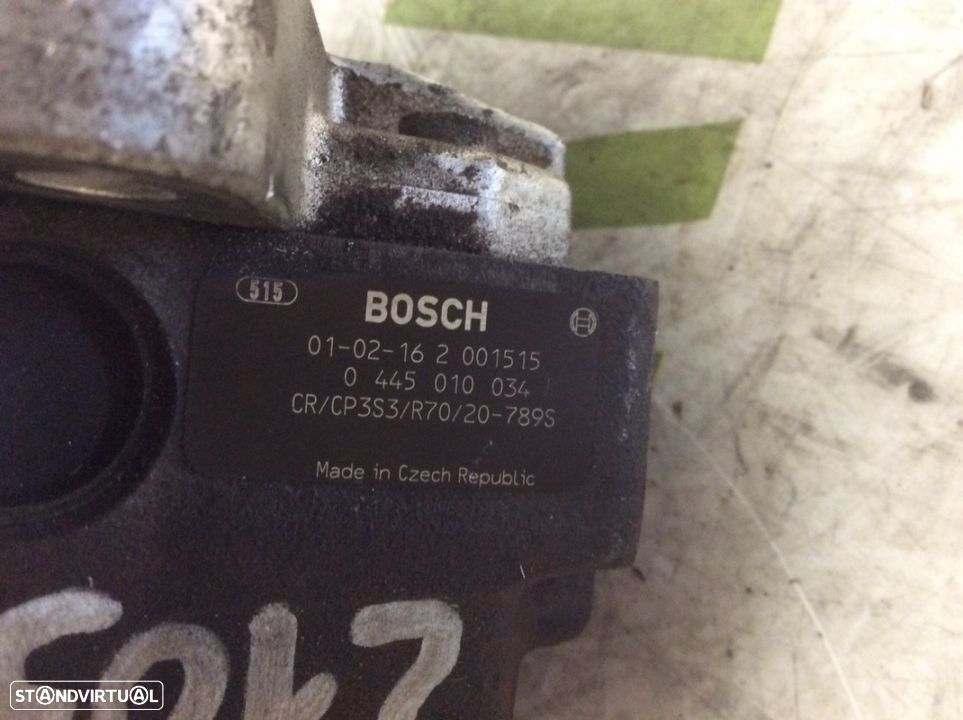 515
BOSCH
01-02-16 2 001515
0 445 010 034
CR/CP3S3/R70/20-789S
Made in Czech Republic
STANDVIRTUAL